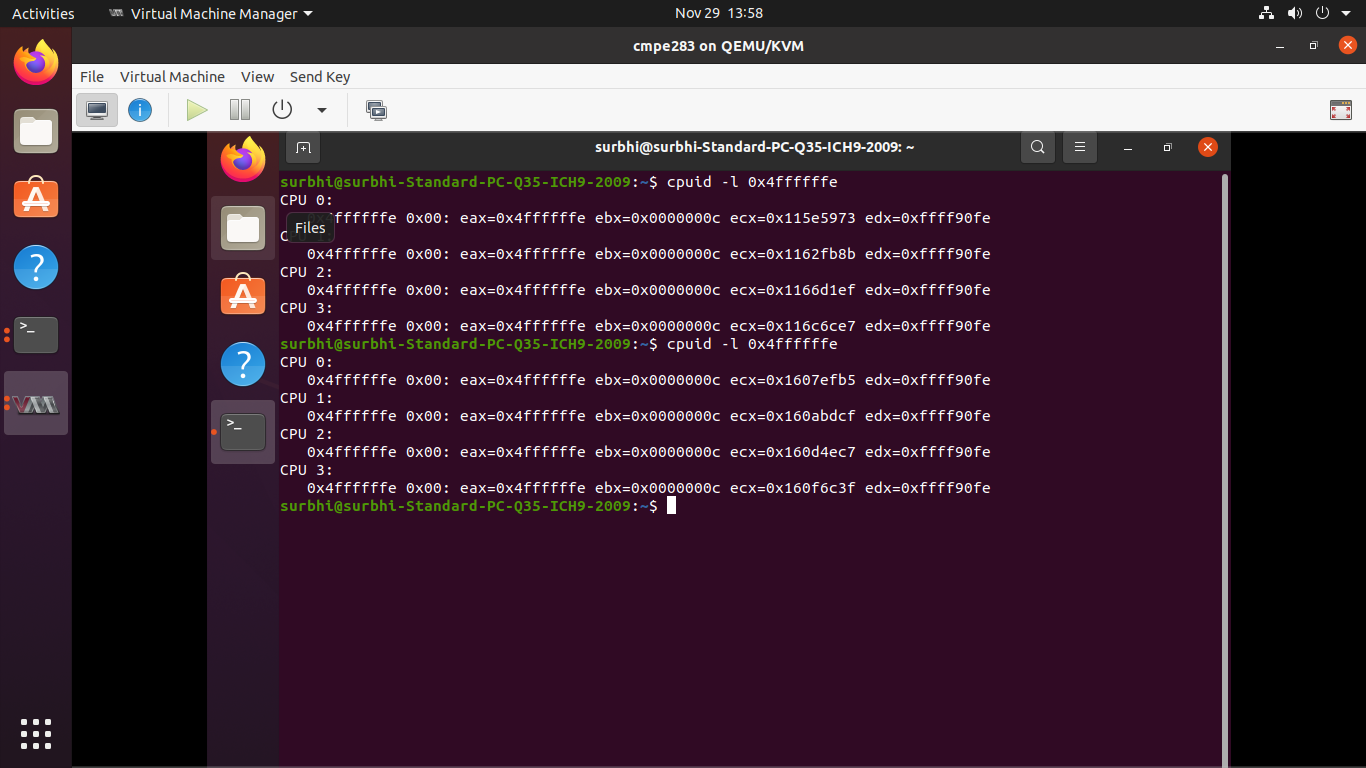 Activities Virtual Machine Manager Nov 29 13:58
cmpe283 on QEMU/KVM
File Virtual Machine View Send Key
surbhi@surbhi-Standard-PC-Q35-ICH9-2009: ~
surbhi@surbhi-Standard-PC-Q35-ICH9-2009:~$ cpuid -l 0x4ffffffe
CPU 0:
ffffffe 0x00: eax=0x4ffffffe ebx=0x0000000c ecx=0x115e5973 edx=0xffff90fe
Files
0x4ffffffe 0x00: eax=0x4ffffffe ebx=0x0000000c ecx=0x1162fb8b edx=0xffff90fe
CPU 2:
0x4ffffffe 0x00: eax=0x4ffffffe ebx=0x0000000c ecx=0x1166d1ef edx=0xffff90fe
CPU 3:
0x4ffffffe 0x00: eax=0x4ffffffe ebx=0x0000000c ecx=0x116c6ce7 edx=0xffff90fe
surbhi@surbhi-Standard-PC-Q35-ICH9-2009:~$ cpuid -l 0x4ffffffe
CPU 0:
0x4ffffffe 0x00: eax=0x4ffffffe ebx=0x0000000c ecx=0x1607efb5 edx=0xffff90fe
CPU 1:
0x4ffffffe 0x00: eax=0x4ffffffe ebx=0x0000000c ecx=0x160abdcf edx=0xffff90fe
CPU 2:
0x4ffffffe 0x00: eax=0x4ffffffe ebx=0x0000000c ecx=0x160d4ec7 edx=0xffff90fe
CPU 3:
0x4ffffffe 0x00: eax=0x4ffffffe ebx=0x0000000c ecx=0x160f6c3f edx=0xffff90fe
surbhi@surbhi-Standard-PC-Q35-ICH9-2009:~$